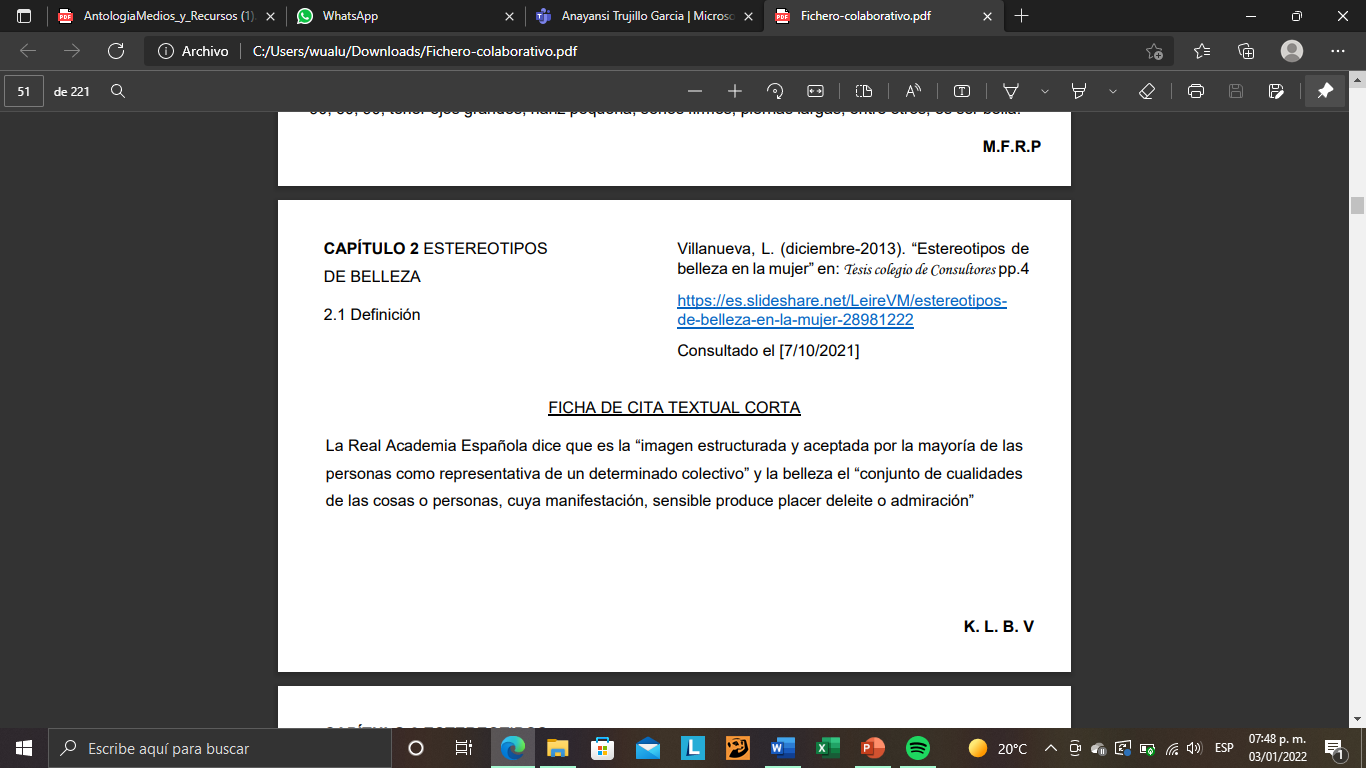 AntologiaMedios_y_Recursos (1).
WhatsApp
Anayansi Trujillo Garcia | Microsc
Fichero-colaborativo.pdf
Archivo
C:/Users/wualu/Downloads/Fichero-colaborativo.pdf
51
de 221
M.F.R.P
CAPÍTULO 2 ESTEREOTIPOS
DE BELLEZA
2.1 Definición
Villanueva, L. (diciembre-2013). “Estereotipos de
belleza en la mujer” en: Tesis colegio de Consultores pp.4
https://es.slideshare.net/LeireVM/estereotipos-
de-belleza-en-la-mujer-28981222
Consultado el [7/10/2021]
FICHA DE CITA TEXTUAL CORTA
La Real Academia Española dice que es la “imagen estructurada y aceptada por la mayoría de las
personas como representativa de un determinado colectivo” y la belleza el “conjunto de cualidades
de las cosas o personas, cuya manifestación, sensible produce placer deleite o admiración”
K. L. B. V
Escribe aquí para buscar
20°C
ESP
07:48 p. m.
03/01/2022
1